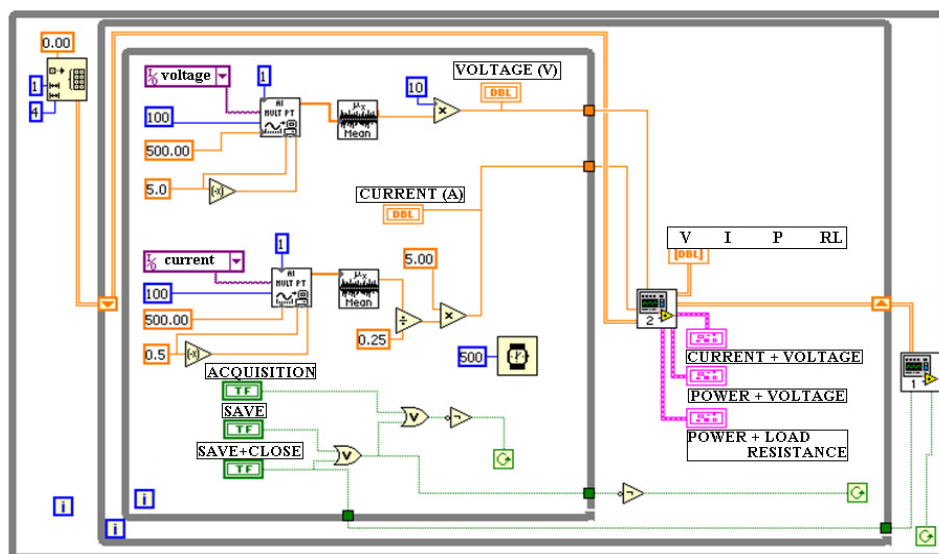 0.00
1
4
voltage
1
100
500.00
5.0
AI
MULT PT
Mean
10
VOLTAGE (V)
DBL
CURRENT (A)
DBL
current
1
100
500.00
0.5
AI
MULT PT
Mean
5.00
0.25
500
V I P RL
[DBL]
2
CURRENT + VOLTAGE
POWER + VOLTAGE
POWER + LOAD
RESISTANCE
1
ACQUISITION
TF
SAVE
TF
SAVE+CLOSE
TF
V
V
i
i
i